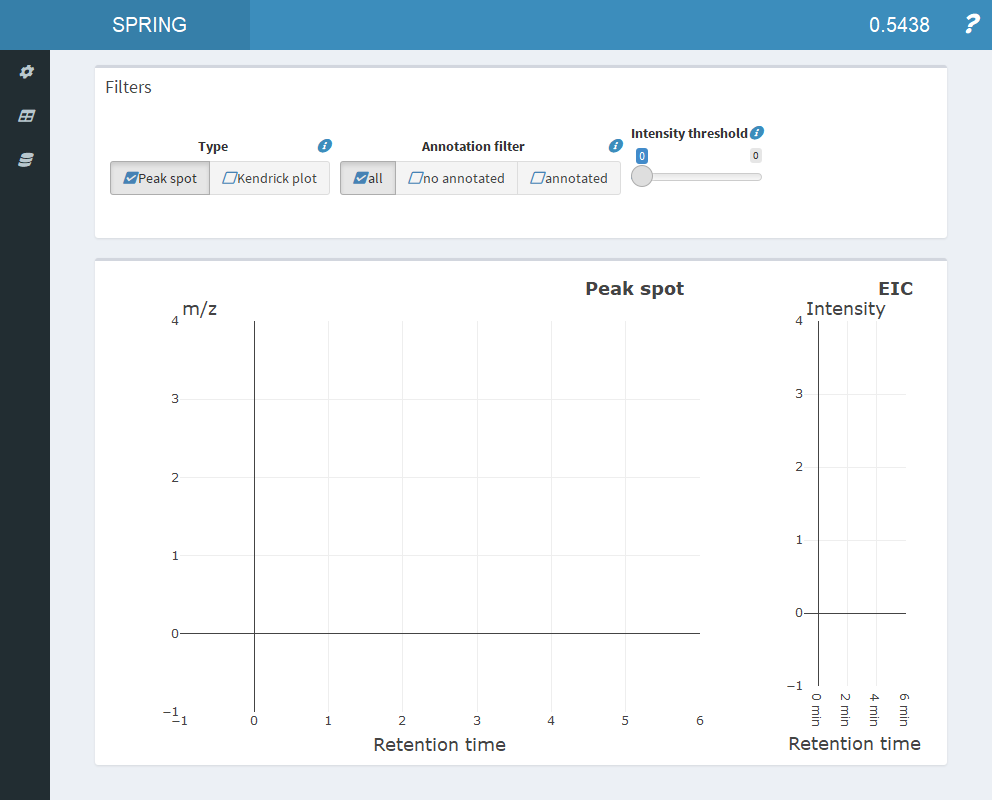 SPRING
0.5438
?
Filters
Type
Annotation filter
Intensity threshold
Peak spot
Kendrick plot
all
no annotated
annotated
0
0
Peak spot
EIC
m/z
Intensity
4
3
2
1
0
−1
−1 0 1 2 3 4 5 6
Retention time
4
3
2
1
0
−1
0 min
2 min
4 min
6 min
Retention time